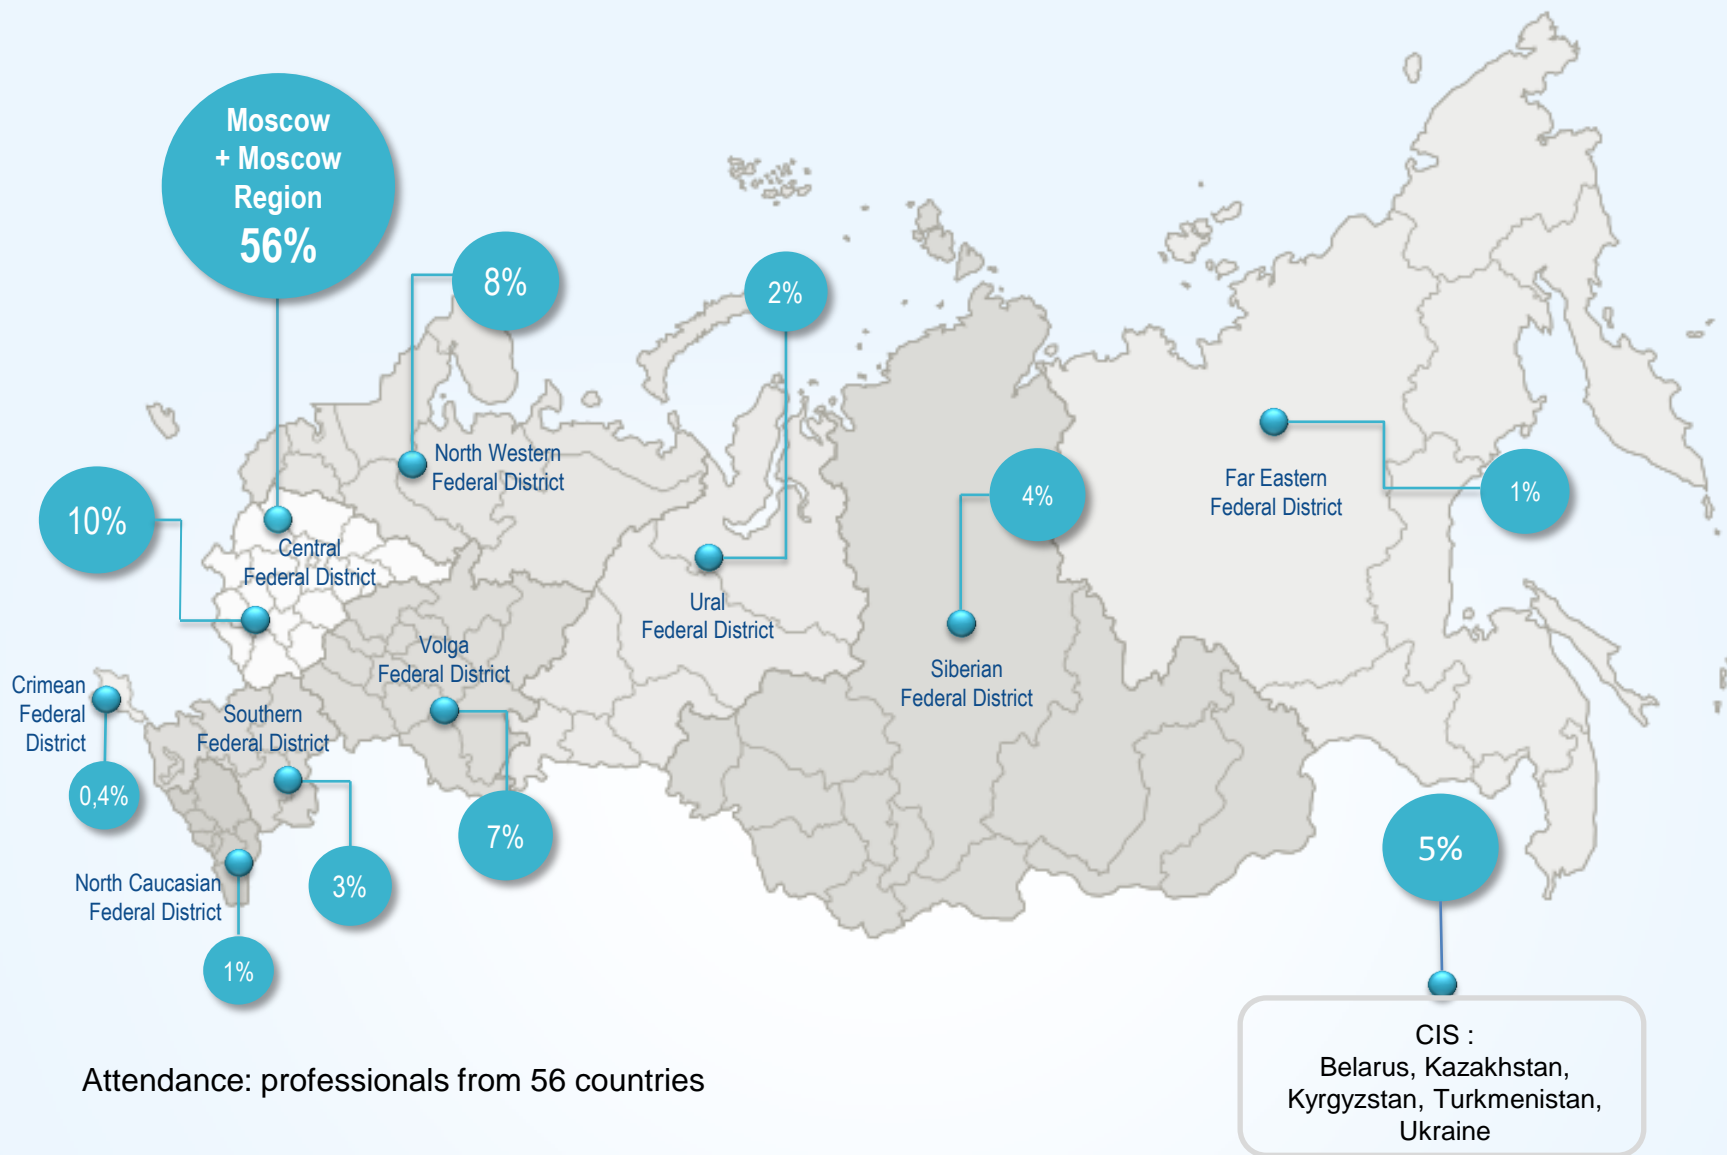 Moscow
+ Moscow
Region
56%
8%
2%
North Western
Federal District
4%
Far Eastern
Federal District
1%
10%
Central
Federal District
Ural
Federal District
Volga
Federal District
Siberian
Federal District
Crimean
Federal
District
Southern
Federal District
0,4%
7%
3%
5%
North Caucasian
Federal District
1%
CIS :
Belarus, Kazakhstan,
Kyrgyzstan, Turkmenistan,
Ukraine
Attendance: professionals from 56 countries